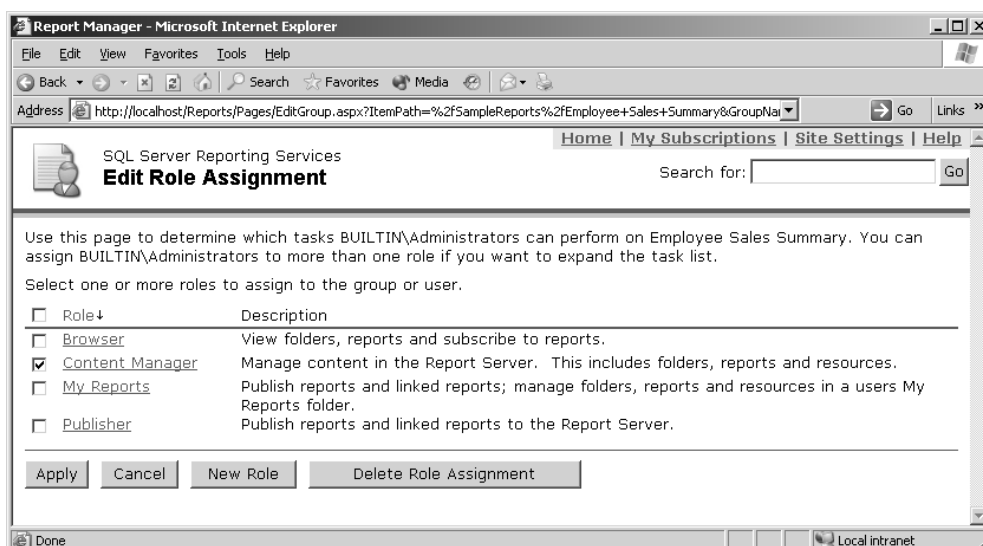 Report Manager - Microsoft Internet Explorer
File Edit View Favorites Tools Help
Back Search Favorites Media
Address http://localhost/Reports/Pages/EditGroup.aspx?ItemPath=%2fSampleReports%2fEmployee+Sales+Summary&GroupNa Go Links »
Home | My Subscriptions | Site Settings | Help
SQL Server Reporting Services
Edit Role Assignment
Search for: Go
Use this page to determine which tasks BUILTIN\Administrators can perform on Employee Sales Summary. You can
assign BUILTIN\Administrators to more than one role if you want to expand the task list.
Select one or more roles to assign to the group or user.
Role↓ Description
Browser View folders, reports and subscribe to reports.
Content Manager Manage content in the Report Server. This includes folders, reports and resources.
My Reports Publish reports and linked reports; manage folders, reports and resources in a users My
Reports folder.
Publisher Publish reports and linked reports to the Report Server.
Apply Cancel New Role Delete Role Assignment
Done Local intranet